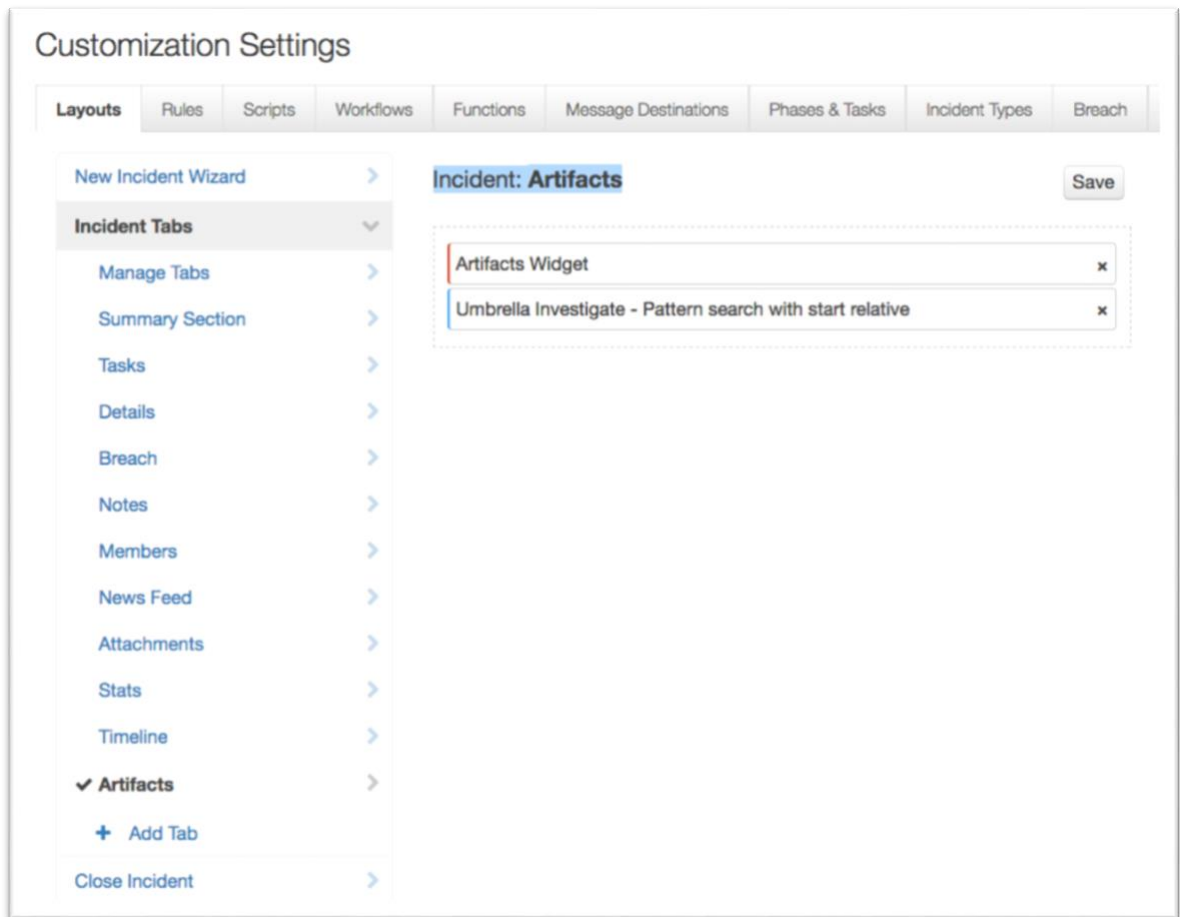 Customization Settings
Layouts Rules Scripts Workflows Functions Message Destinations Phases & Tasks Incident Types Breach
New Incident Wizard
Incident Tabs
Manage Tabs
Summary Section
Tasks
Details
Breach
Notes
Members
News Feed
Attachments
Stats
Timeline
Artifacts
Add Tab
Close Incident
Incident: Artifacts
Save
Artifacts Widget
Umbrella Investigate - Pattern search with start relative